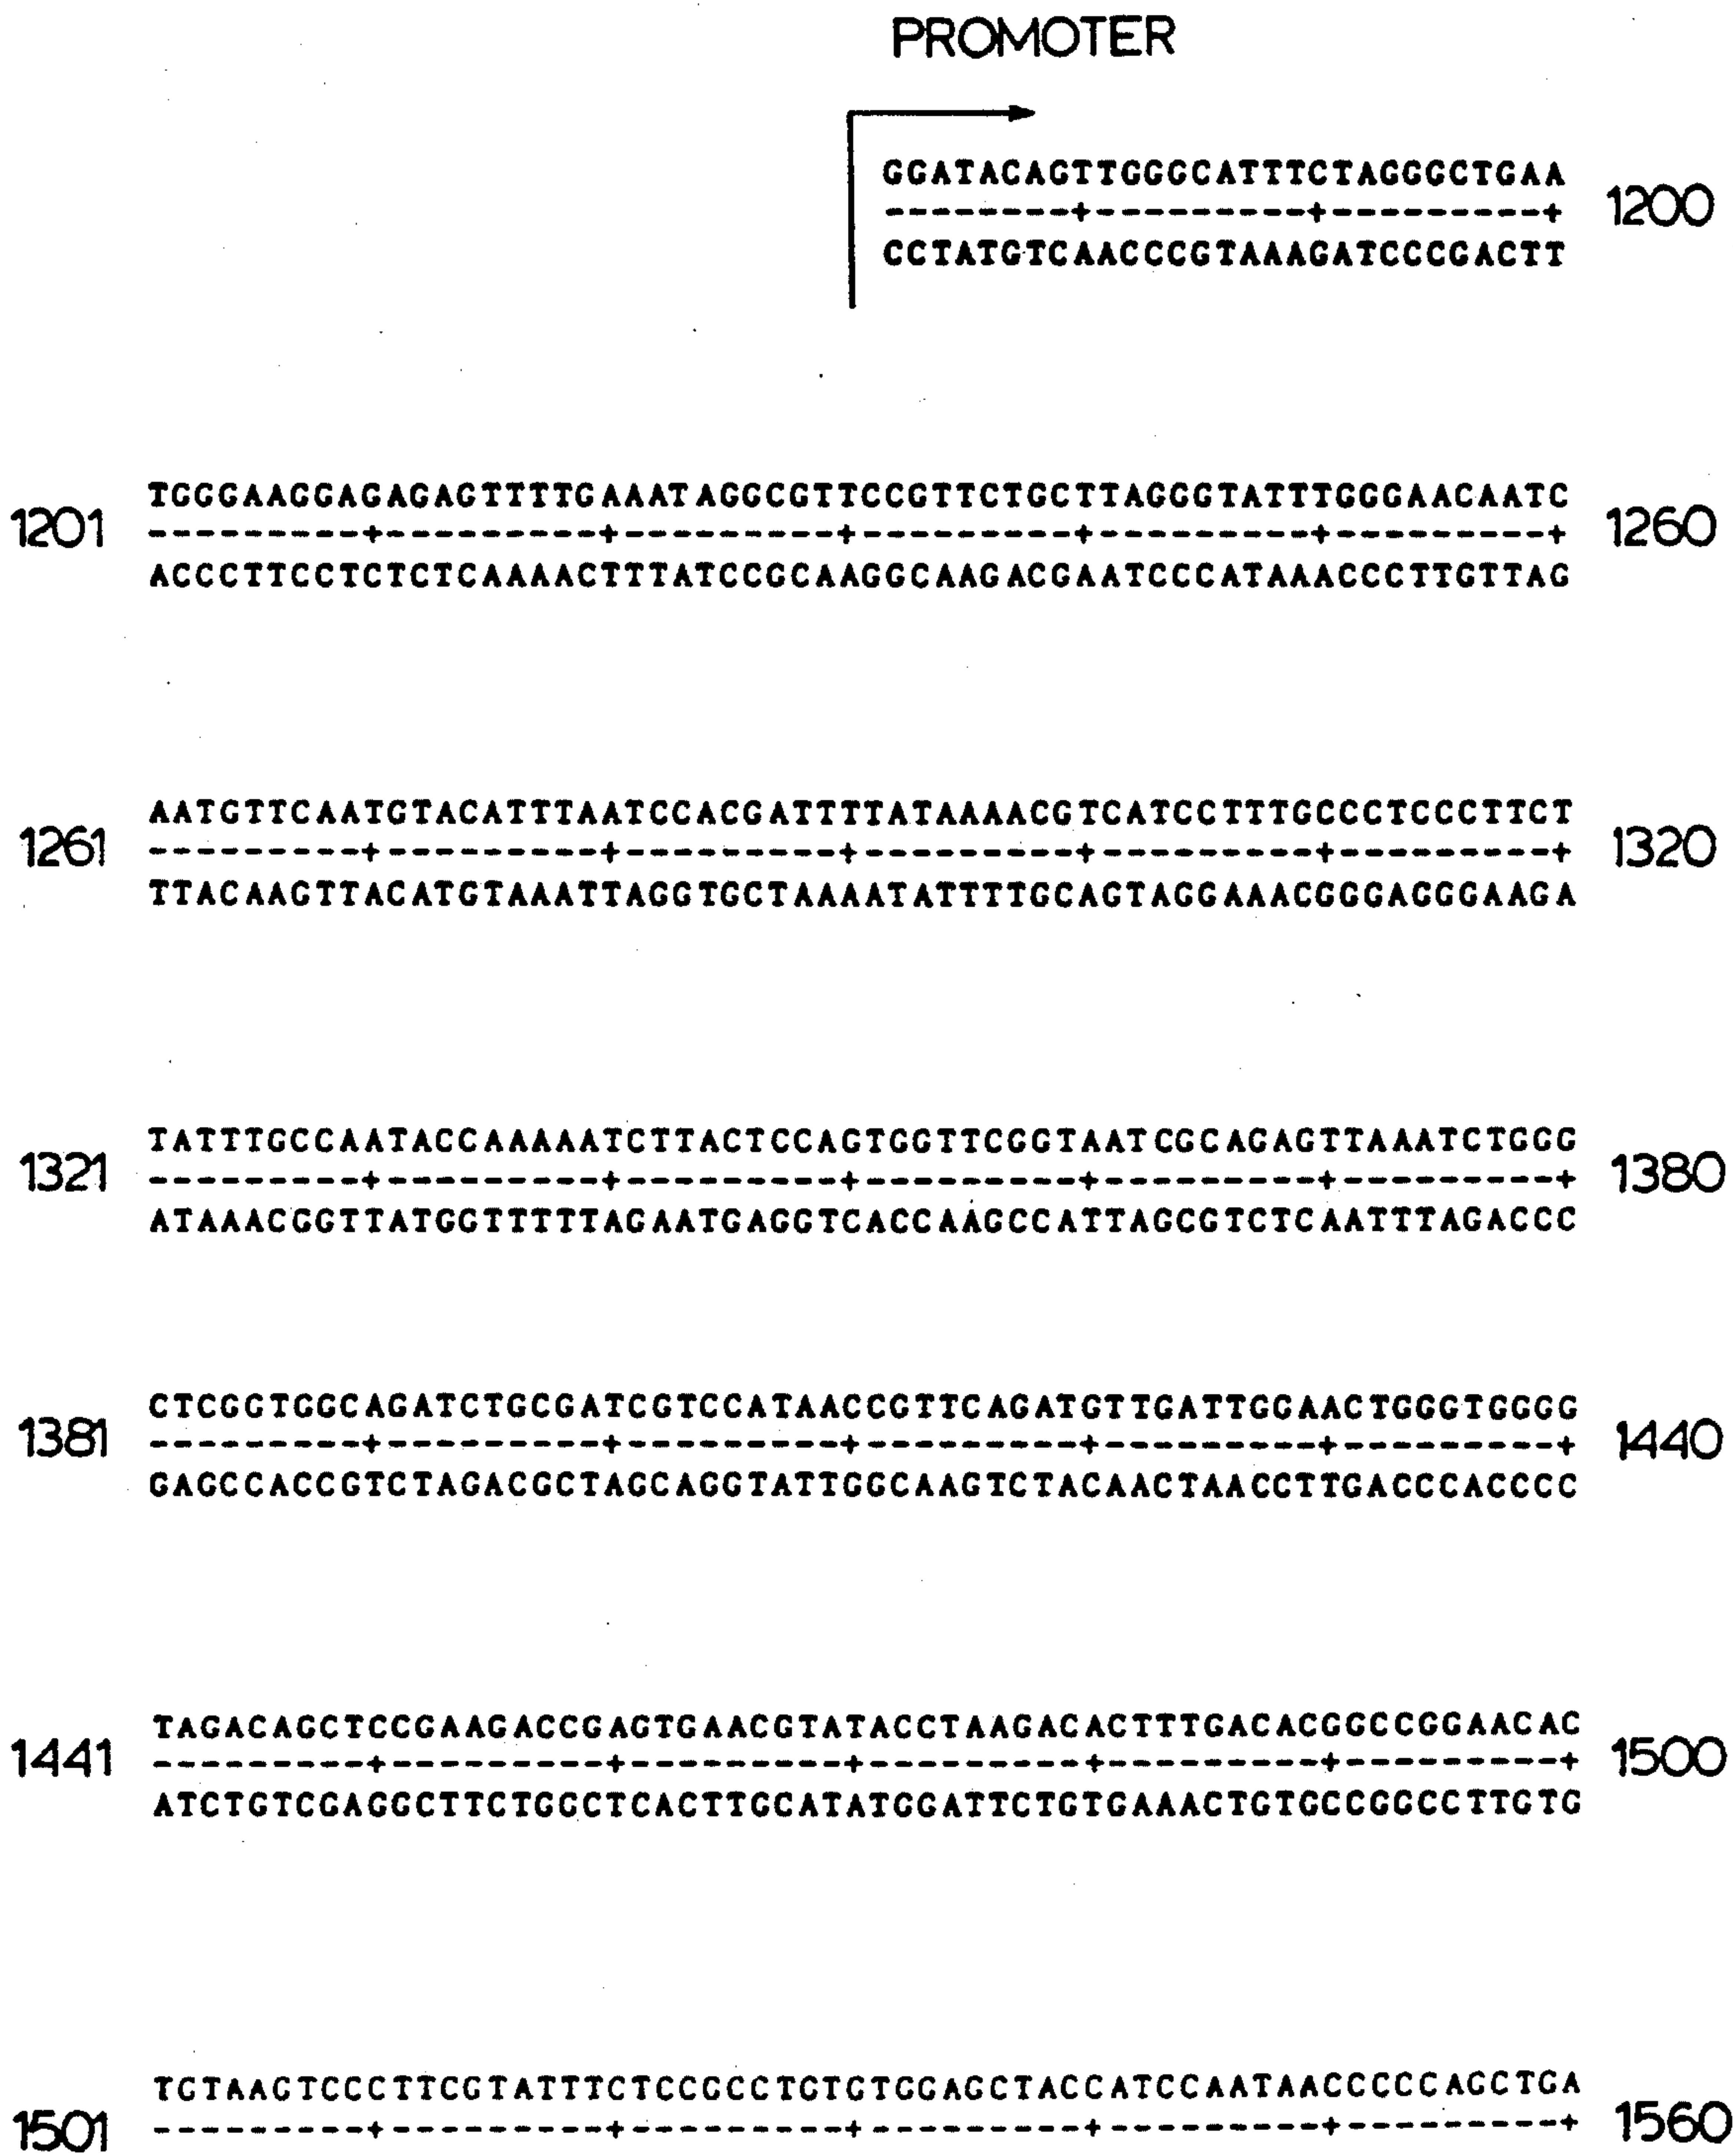 PROMOTER
GGATACAGTTGGGCATTTCTAGGGCTGAA
--------+---------+---------+ 1200
CCTATGTCAACCCGTAAAGATCCCGACTT
TGGGAAGGAGAGAGTTTTGAAATAGGCGTTCCGTTCTGCTTAGGGTATTTGGGAACAATC
1201 ---------+---------+---------+---------+---------+---------+ 1260
ACCCTTCCTCTCTCAAAACTTTATCCGCAAGGCAAGACGAATCCCATAAACCCTTGTTAG
AATGTTCAATGTACATTTAATCCACGATTTTATAAAACGTCATCCTTTGCCCTCCCTTCT
1261 ---------+---------+---------+---------+---------+---------+ 1320
TTACAAGTTACATGTAAATTAGGTGCTAAAATATTTTGCAGTAGGAAACGGGAGGGAAGA
TATTTGCCAATACCAAAAATCTTACTCCAGTGGTTCGGTAATCGCAGAGTTAAATCTGGG
1321 ---------+---------+---------+---------+---------+---------+ 1380
ATAAACGGTTATGGTTTTTAGAATGAGGTCACCAAGCCATTAGCGTCTCAATTTAGACCC
CTCGGTGGCAGATCTGCGATCGTCCATAACCGTTCAGATGTTGATTGGAACTGGGTGGGG
1381 ---------+---------+---------+---------+---------+---------+ 1440
GAGCCACCGTCTAGACGCTAGCAGGTATTGGCAAGTCTACAACTAACCTTGACCCACCCC
TAGACAGCTCCGAAGACCGAGTGAACGTATACCTAAGACACTTTGACACGGCCGGAACAC
1441 ---------+---------+---------+---------+---------+---------+ 1500
ATCTGTCGAGGCTTCTGGCTCACTTGCATATGGATTCTGTGAAACTGTGCCGGCCTTGTG
TGTAAGTCCCTTCGTATTTCTCCGCCTGTGTGGAGCTACCATCCAATAACCCCCAGCTGA
1501 ---------+---------+---------+---------+---------+---------+ 1560